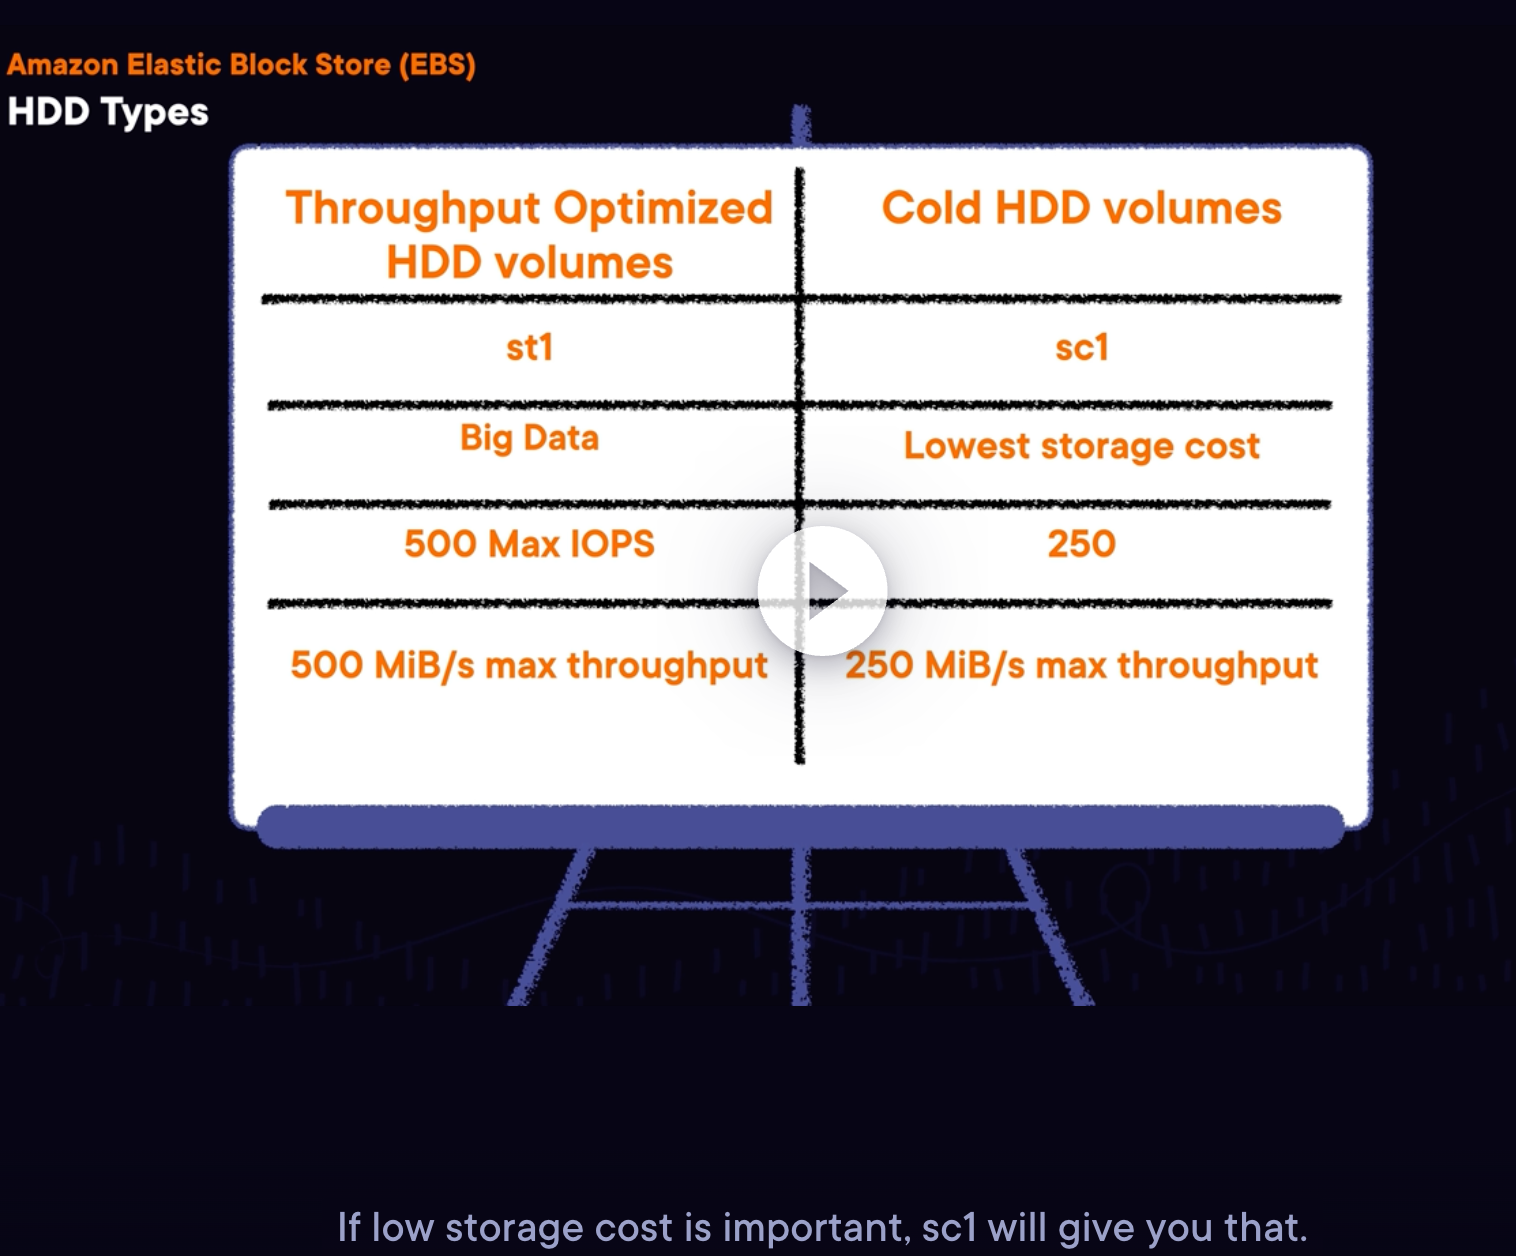 Amazon Elastic Block Store (EBS)
HDD Types
Throughput Optimized
HDD volumes
Cold HDD volumes
st1
sc1
Big Data
Lowest storage cost
500 Max IOPS
250
500 MiB/s max throughput
250 MiB/s max throughput
If low storage cost is important, sc1 will give you that.